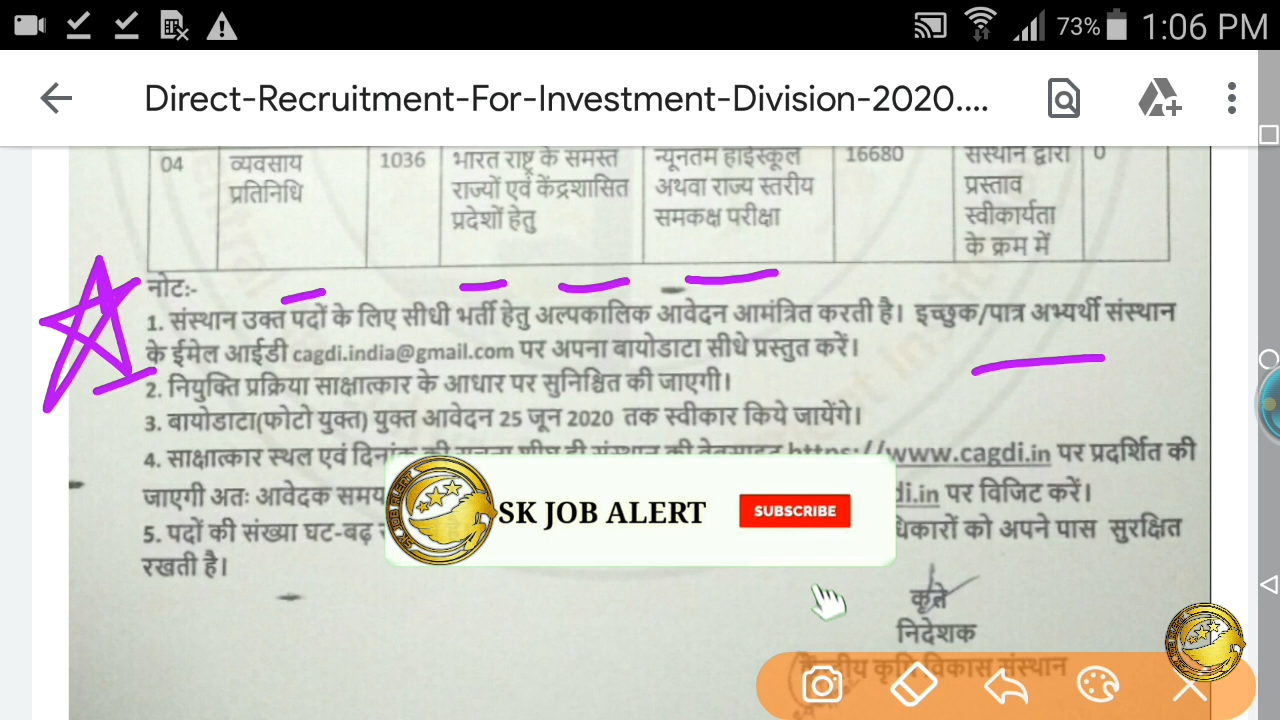 73% 1:06 PM
Direct-Recruitment-For-Investment-Division-2020....
04 व्यवसाय प्रतिनिधि 1036 भारत राष्ट्र के समस्त राज्यों एवं केंद्रशासित प्रदेशों हेतु न्यूनतम हाईस्कूल अथवा राज्य स्तरीय समकक्ष परीक्षा 16680 संस्थान द्वारा प्रस्ताव स्वीकार्यता के क्रम में 0
नोटः-
1. संस्थान उक्त पदों के लिए सीधी भर्ती हेतु अल्पकालिक आवेदन आमंत्रित करती है। इच्छुक/पात्र अभ्यर्थी संस्थान
के ईमेल आईडी cagdi.india@gmail.com पर अपना बायोडाटा सीधे प्रस्तुत करें।
2. नियुक्ति प्रक्रिया साक्षात्कार के आधार पर सुनिश्चित की जाएगी।
3. बायोडाटा(फोटो युक्त) युक्त आवेदन 25 जून 2020 तक स्वीकार किये जायेंगे।
4. साक्षात्कार स्थल एवं दिनांक की सूचना शीघ्र ही संस्थान की वेबसाइट https://www.cagdi.in पर प्रदर्शित की
जाएगी अतः आवेदक समय di.in पर विजिट करें।
5. पदों की संख्या घट-बढ़ को अपने पास सुरक्षित
रखती है।
SK JOB ALERT SUBSCRIBE
कृते
निदेशक
कृषि विकास संस्थान